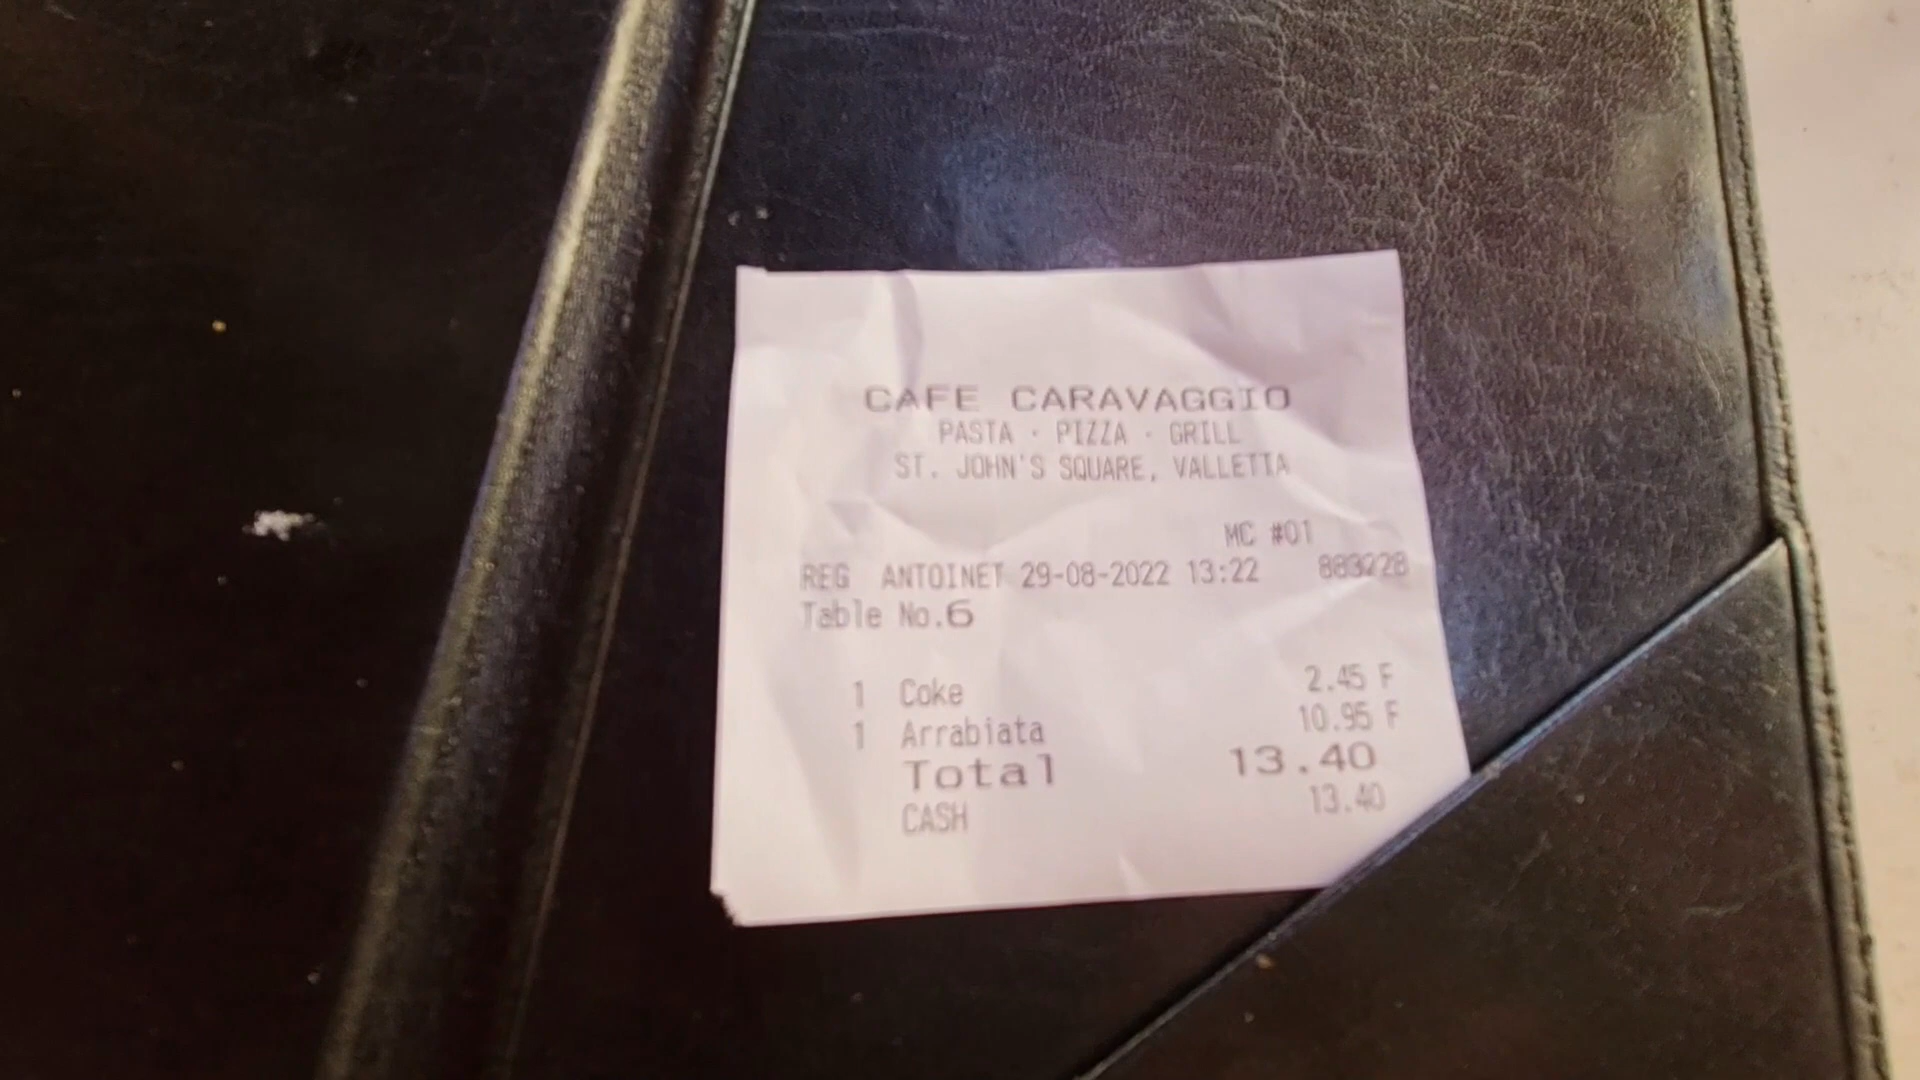 CAFE CARAVAGGIO
PASTA · PIZZA · GRILL
ST. JOHN'S SQUARE, VALLETTA
MC #01
REG ANTOINET 29-08-2022 13:22 883228
Table No.6
1 Coke 2.45 F
1 Arrabiata 10.95 F
Total 13.40
CASH 13.40